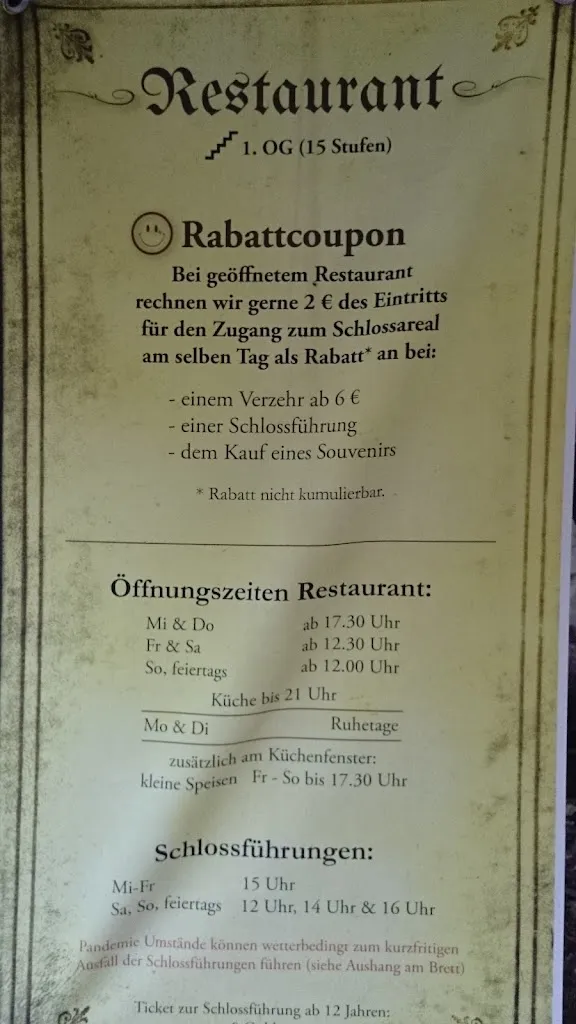 Restaurant
1. OG (15 Stufen)
Rabattcoupon
Bei geöffnetem Restaurant
rechnen wir gerne 2 € des Eintritts
für den Zugang zum Schlossareal
am selben Tag als Rabatt* an bei:
- einem Verzehr ab 6 €
- einer Schlossführung
- dem Kauf eines Souvenirs
* Rabatt nicht kumulierbar.
Öffnungszeiten Restaurant:
Mi & Do ab 17.30 Uhr
Fr & Sa ab 12.30 Uhr
So, feiertags ab 12.00 Uhr
Küche bis 21 Uhr
Mo & Di Ruhetage
zusätzlich am Küchenfenster:
kleine Speisen Fr - So bis 17.30 Uhr
Schlossführungen:
Mi-Fr 15 Uhr
Sa, So, feiertags 12 Uhr, 14 Uhr & 16 Uhr
Pandemie Umstände können wetterbedingt zum kurzfritigen
Ausfall der Schlossführungen führen (siehe Aushang am Brett)
Ticket zur Schlossführung ab 12 Jahren: